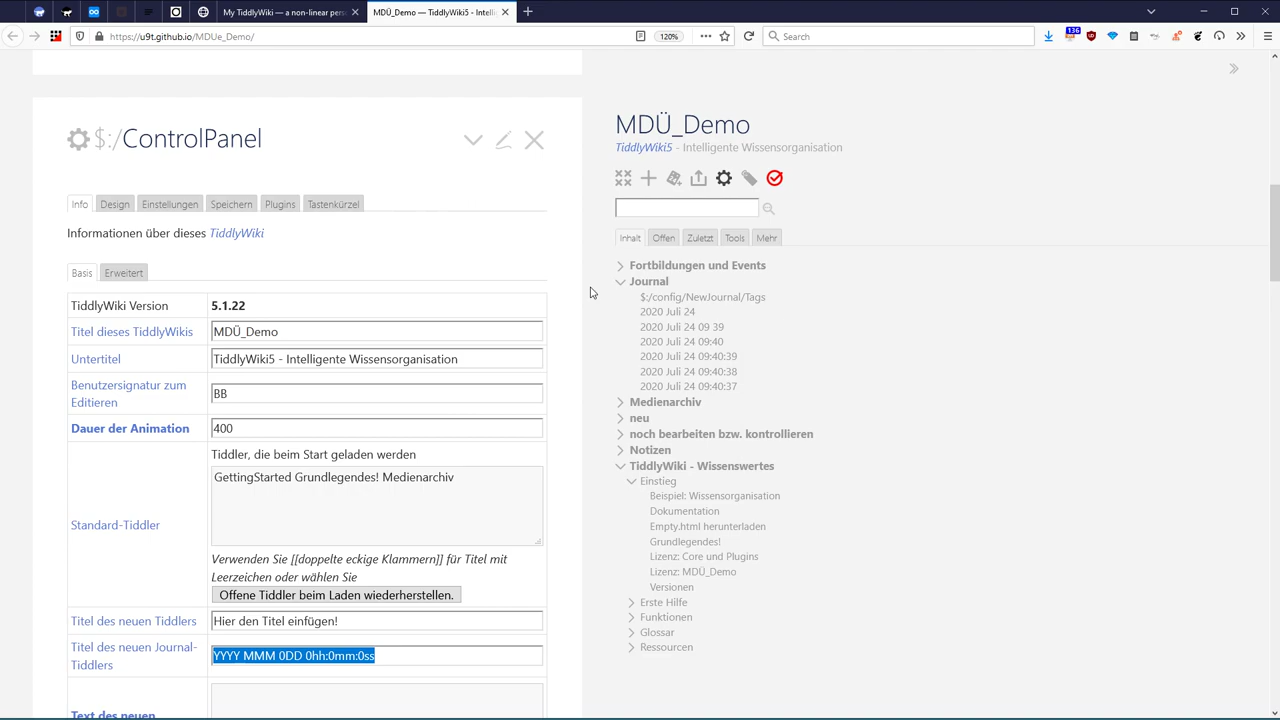 My TiddlyWiki — a non-linear pers
MDÜ_Demo — TiddlyWiki5 - Intelli
https://u9t.github.io/MDUe_Demo/
120%
Search
136
$:/ControlPanel
Info
Design
Einstellungen
Speichern
Plugins
Tastenkürzel
Informationen über dieses TiddlyWiki
Basis
Erweitert
TiddlyWiki Version
5.1.22
Titel dieses TiddlyWikis
MDÜ_Demo
Untertitel
TiddlyWiki5 - Intelligente Wissensorganisation
Benutzersignatur zum
Editieren
BB
Dauer der Animation
400
Tiddler, die beim Start geladen werden
Standard-Tiddler
GettingStarted Grundlegendes! Medienarchiv
Verwenden Sie [[doppelte eckige Klammern]] für Titel mit
Leerzeichen oder wählen Sie
Offene Tiddler beim Laden wiederherstellen.
Titel des neuen Tiddlers
Hier den Titel einfügen!
Titel des neuen Journal-
Tiddlers
YYYY MMM 0DD 0hh:0mm:0ss
Text des neuen
MDÜ_Demo
TiddlyWiki5 - Intelligente Wissensorganisation
Inhalt
Offen
Zuletzt
Tools
Mehr
Fortbildungen und Events
Journal
$:/config/NewJournal/Tags
2020 Juli 24
2020 Juli 24 09 39
2020 Juli 24 09:40
2020 Juli 24 09:40:39
2020 Juli 24 09:40:38
2020 Juli 24 09:40:37
Medienarchiv
neu
noch bearbeiten bzw. kontrollieren
Notizen
TiddlyWiki - Wissenswertes
Einstieg
Beispiel: Wissensorganisation
Dokumentation
Empty.html herunterladen
Grundlegendes!
Lizenz: Core und Plugins
Lizenz: MDÜ_Demo
Versionen
Erste Hilfe
Funktionen
Glossar
Ressourcen